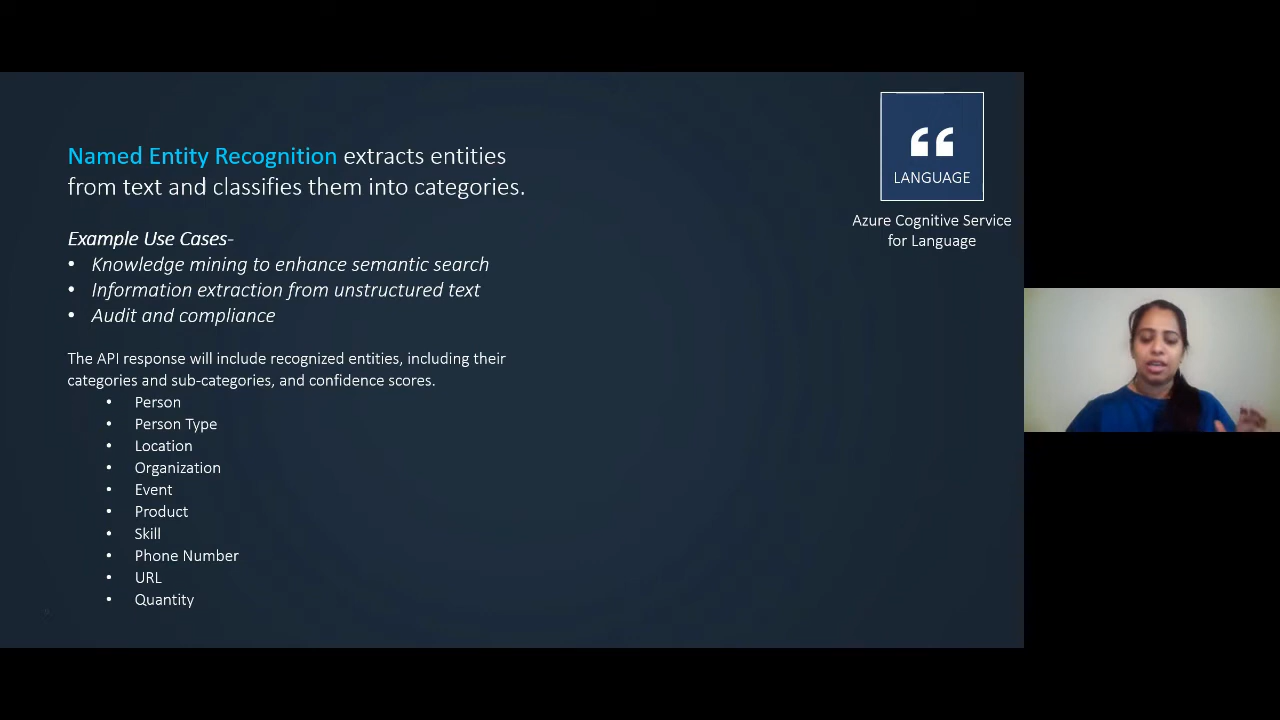 Named Entity Recognition extracts entities
from text and classifies them into categories.
Example Use Cases-
• Knowledge mining to enhance semantic search
• Information extraction from unstructured text
• Audit and compliance
The API response will include recognized entities, including their
categories and sub-categories, and confidence scores.
• Person
• Person Type
• Location
• Organization
• Event
• Product
• Skill
• Phone Number
• URL
• Quantity
LANGUAGE
Azure Cognitive Service
for Language